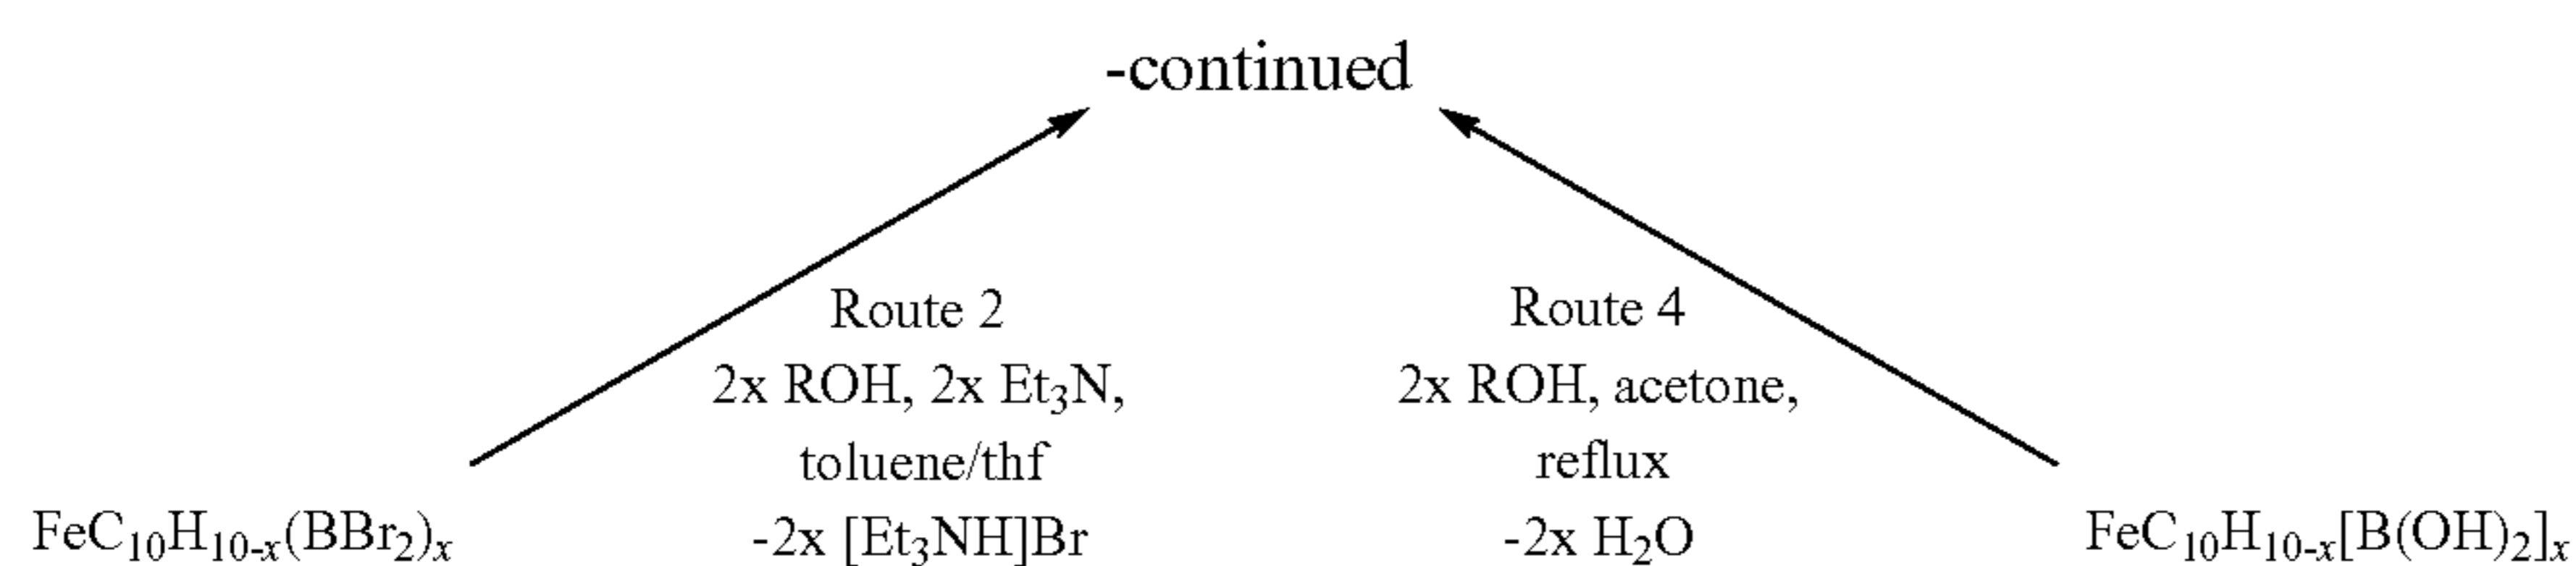 -continued
Route 2
2x ROH, 2x Et₃N,
toluene/thf
-2x [Et₃NH]Br
Route 4
2x ROH, acetone,
reflux
-2x H₂O
FeC₁₀H₁₀₋ₓ(BBr₂)ₓ
FeC₁₀H₁₀₋ₓ[B(OH)₂]ₓ